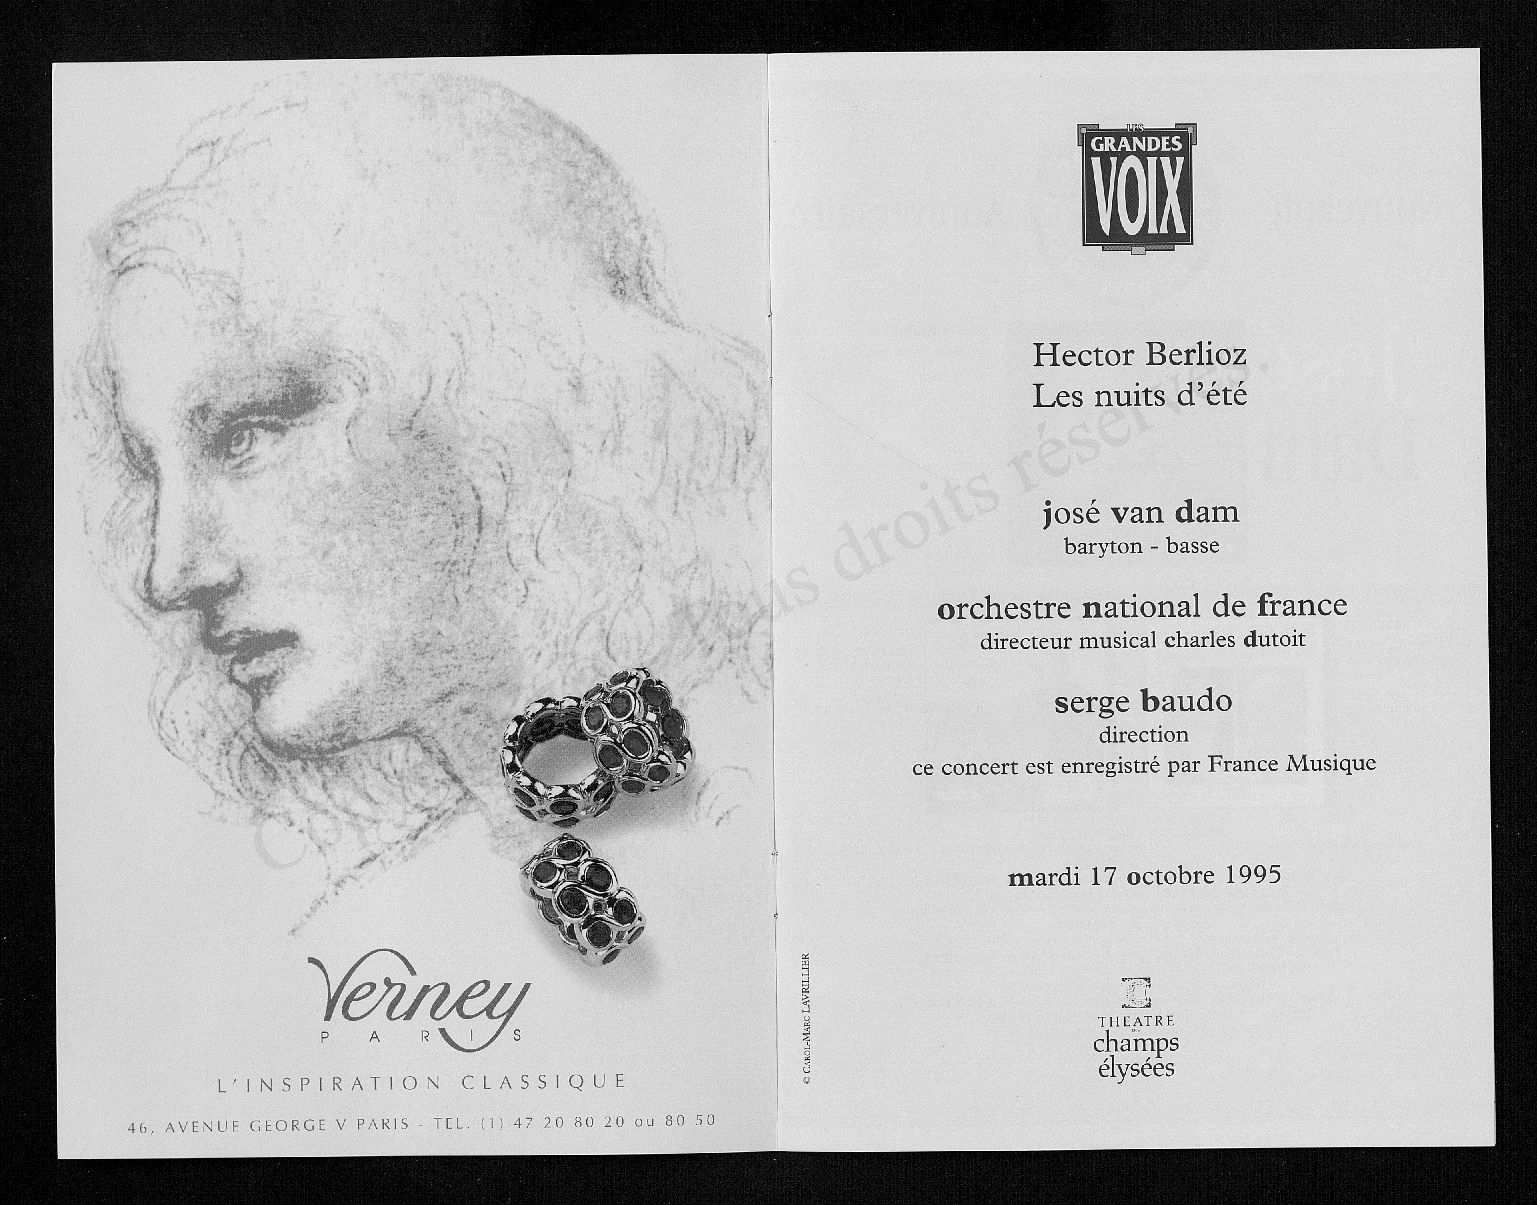 Verney
PARIS
L'INSPIRATION CLASSIQUE
46, AVENUE GEORGE V PARIS - TEL. (1) 47 20 80 20 ou 80 50
LES
GRANDES
VOIX
Hector Berlioz
Les nuits d'été
josé van dam
baryton - basse
orchestre national de france
directeur musical charles dutoit
serge baudo
direction
ce concert est enregistré par France Musique
mardi 17 octobre 1995
THEATRE
champs
élysées
© CAROL-MARC LAVRILLIER
droits réservés.